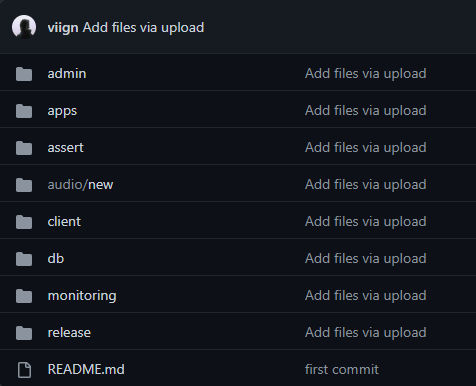 viign Add files via upload
admin Add files via upload
apps Add files via upload
assert Add files via upload
audio/new Add files via upload
client Add files via upload
db Add files via upload
monitoring Add files via upload
release Add files via upload
README.md first commit